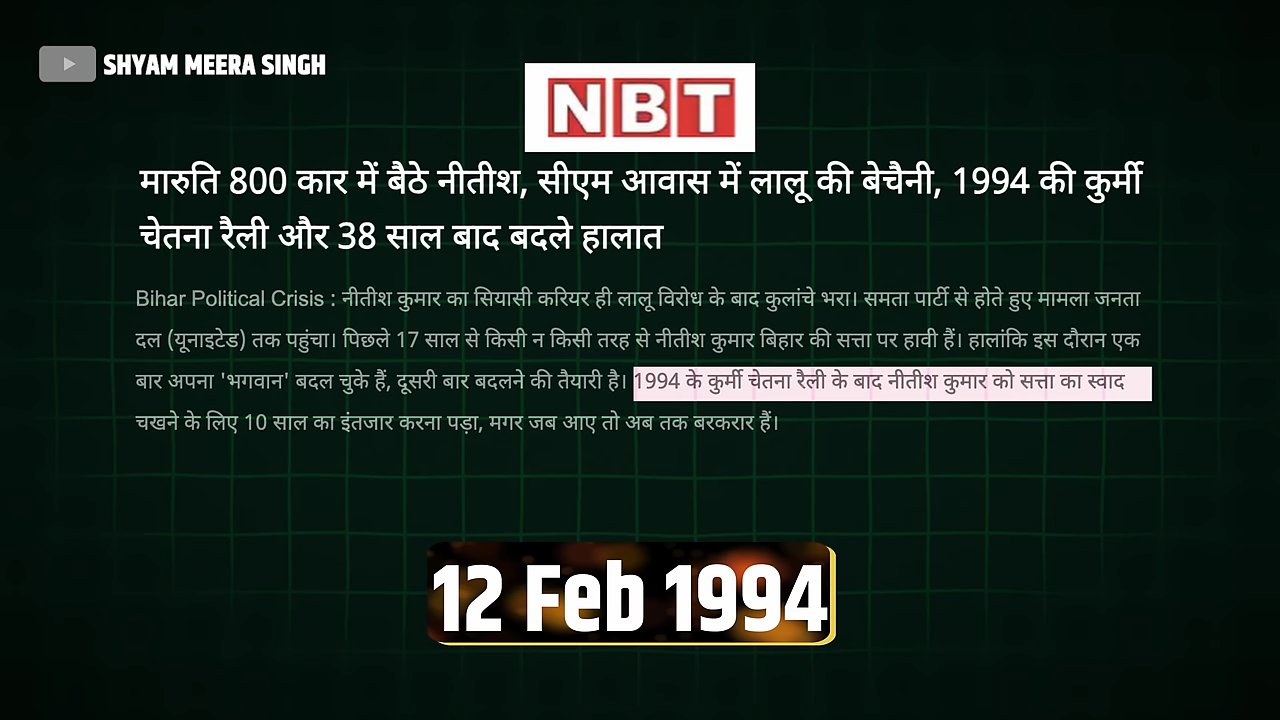 SHYAM MEERA SINGH
NBT
मारुति 800 कार में बैठे नीतीश, सीएम आवास में लालू की बेचैनी, 1994 की कुर्मी
चेतना रैली और 38 साल बाद बदले हालात
Bihar Political Crisis : नीतीश कुमार का सियासी करियर ही लालू विरोध के बाद कुलांचे भरा। समता पार्टी से होते हुए मामला जनता
दल (यूनाइटेड) तक पहुंचा। पिछले 17 साल से किसी न किसी तरह से नीतीश कुमार बिहार की सत्ता पर हावी हैं। हालांकि इस दौरान एक
बार अपना 'भगवान' बदल चुके हैं, दूसरी बार बदलने की तैयारी है। 1994 के कुर्मी चेतना रैली के बाद नीतीश कुमार को सत्ता का स्वाद
चखने के लिए 10 साल का इंतजार करना पड़ा, मगर जब आए तो अब तक बरकरार हैं।
12 Feb 1994